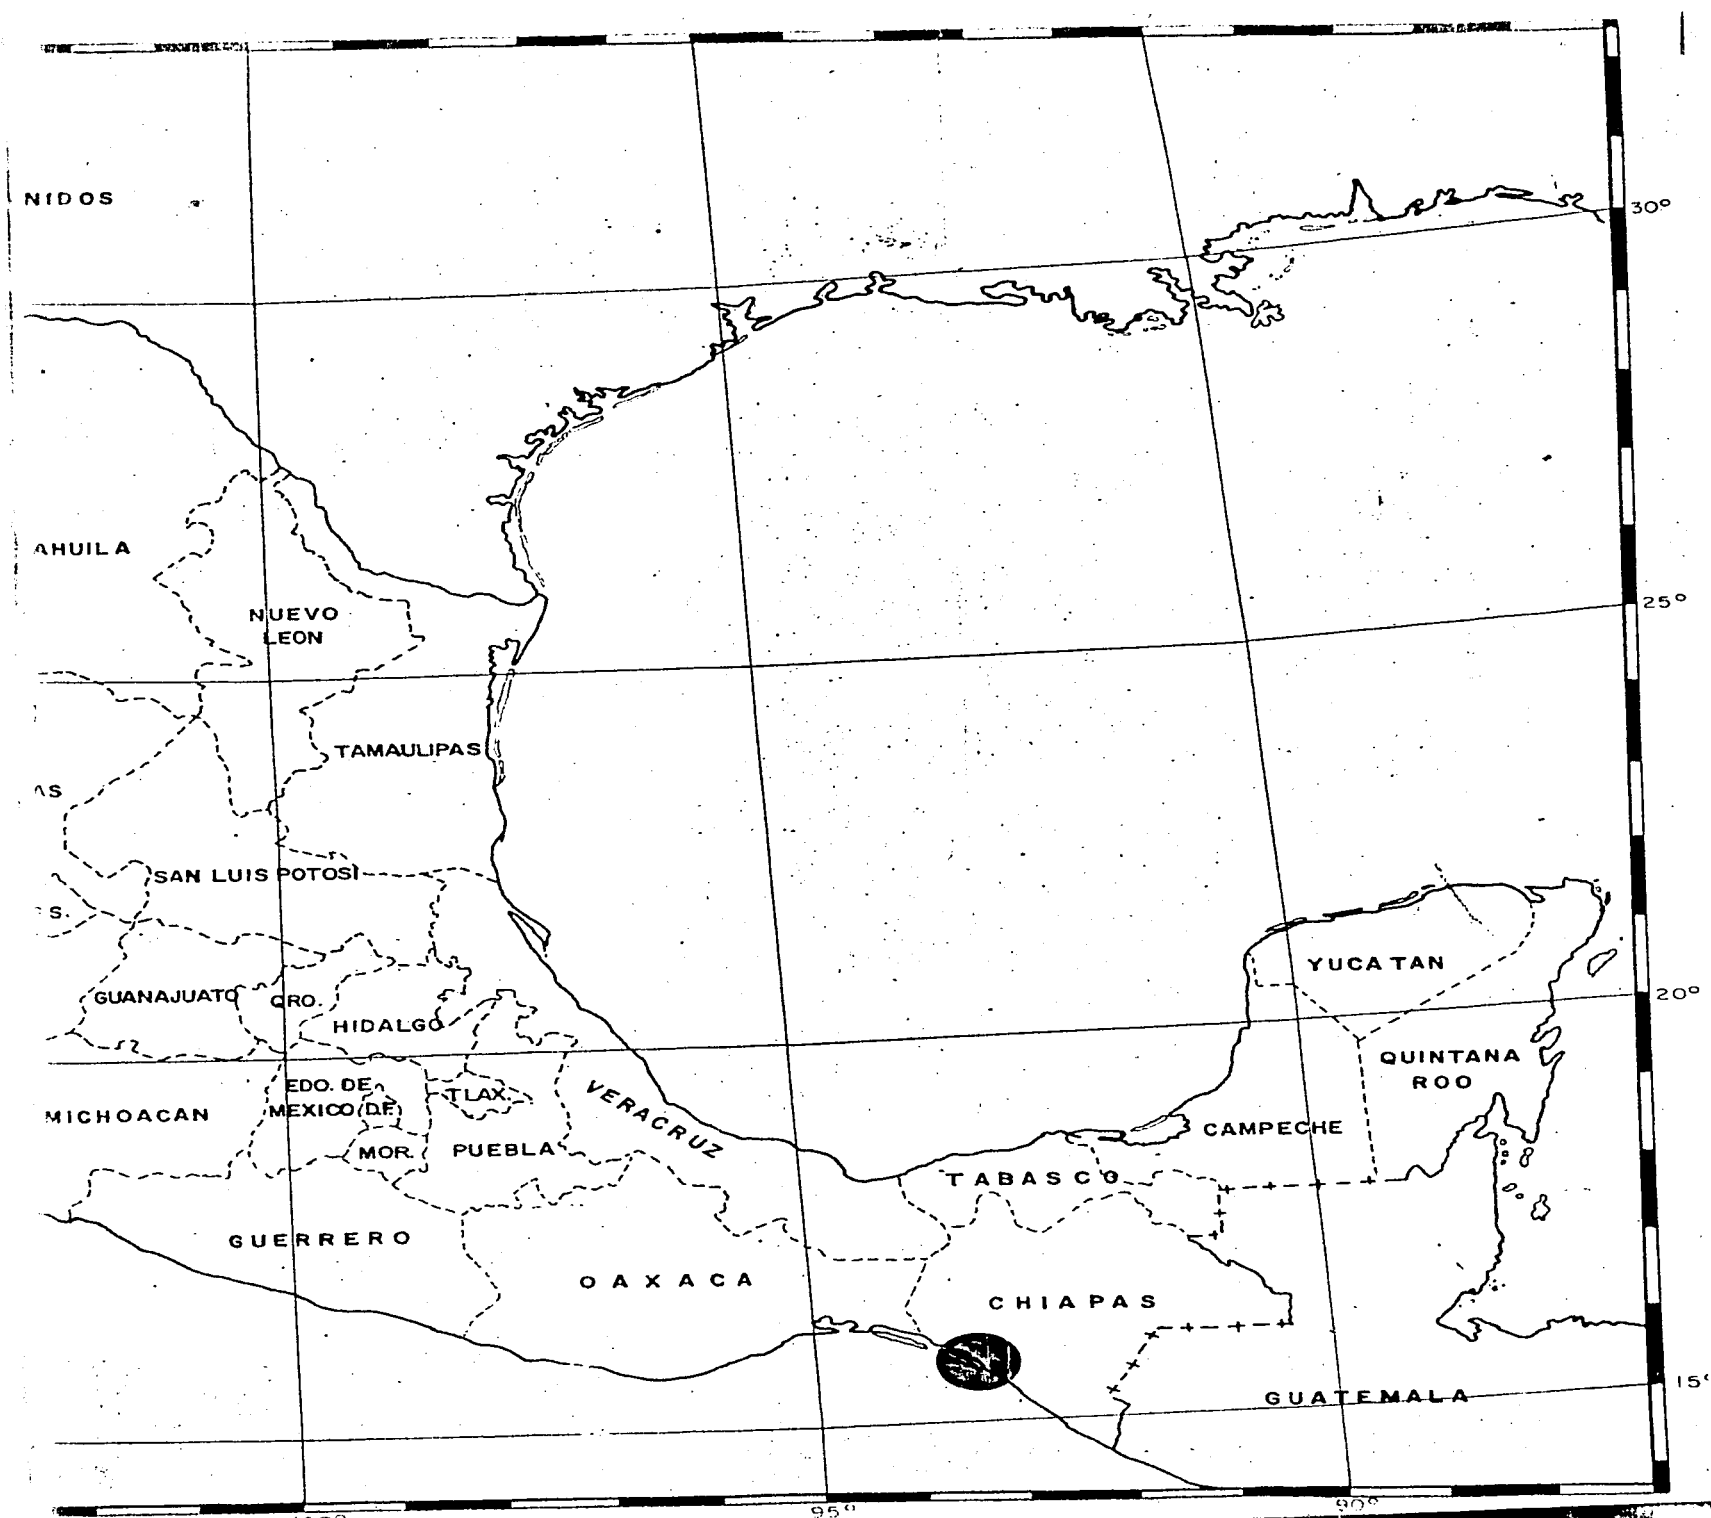 NIDOS
30°
AHUILA
NUEVO
LEON
25°
TAMAULIPAS
AS
SAN LUIS POTOSI
S.
YUCATAN
GUANAJUATO
QRO.
HIDALGO
20°
QUINTANA
ROO
EDO. DE
MEXICO
D.F.
TLAX.
MICHOACAN
VERACRUZ
CAMPECHE
MOR.
PUEBLA
TABASCO
GUERRERO
OAXACA
CHIAPAS
GUATEMALA
15°
95°
90°